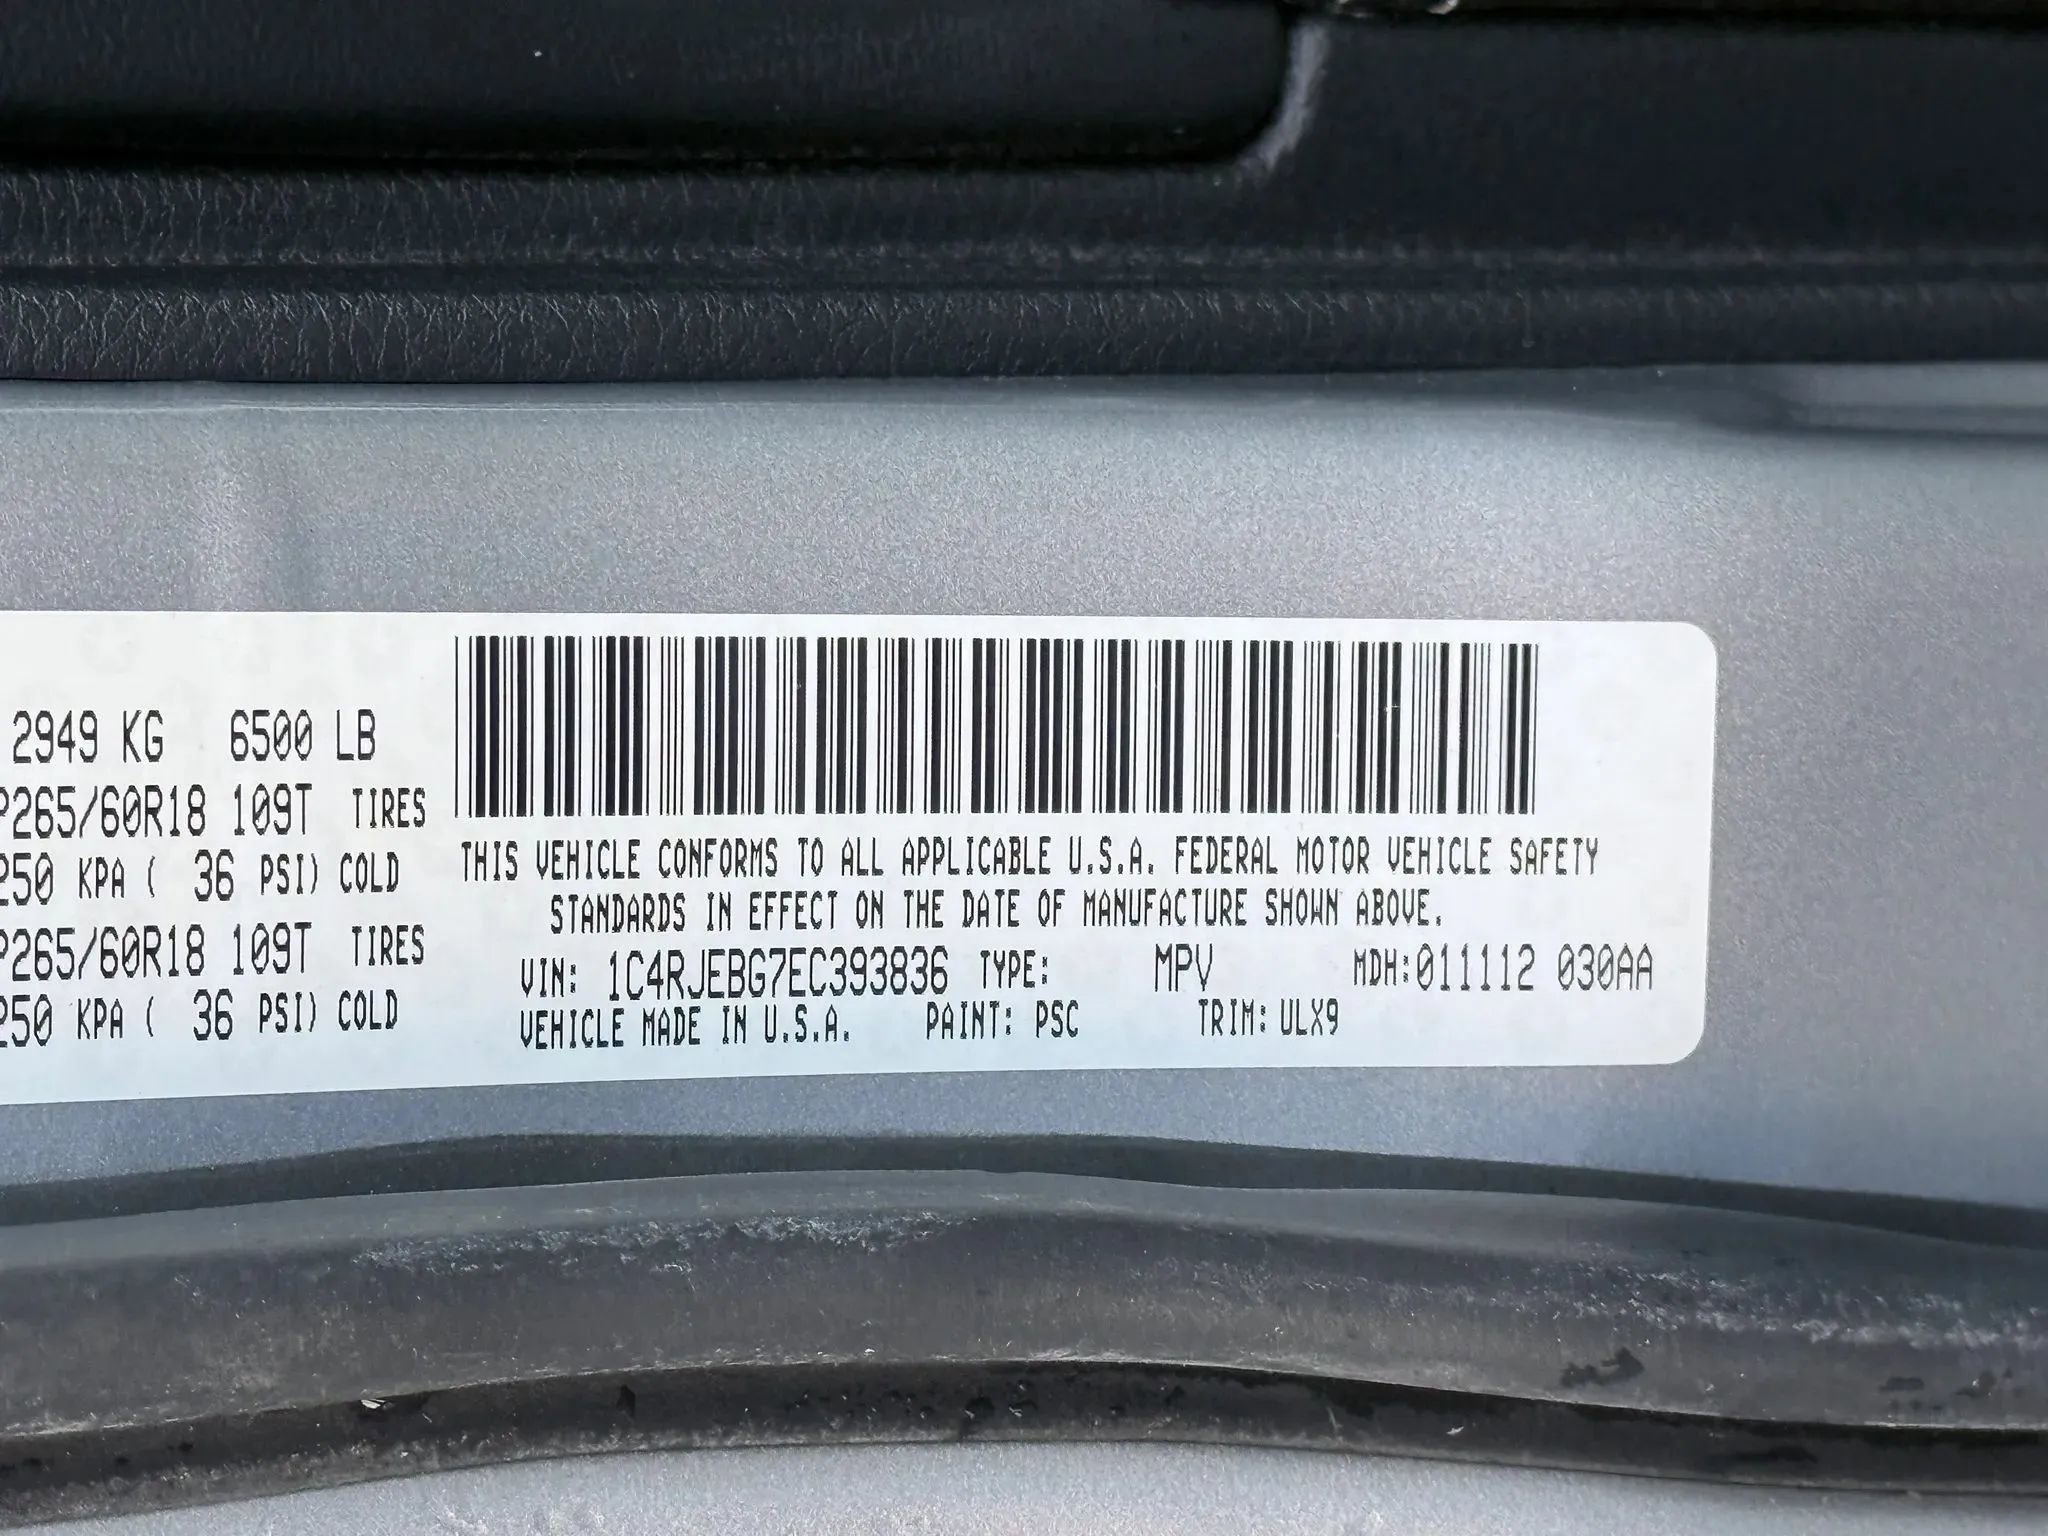 2949 KG 6500 LB
P265/60R18 109T TIRES
250 KPA ( 36 PSI) COLD
P265/60R18 109T TIRES
250 KPA ( 36 PSI) COLD
THIS VEHICLE CONFORMS TO ALL APPLICABLE U.S.A. FEDERAL MOTOR VEHICLE SAFETY
STANDARDS IN EFFECT ON THE DATE OF MANUFACTURE SHOWN ABOVE.
VIN: 1C4RJEBG7EC393836 TYPE: MPV MDH:011112 030AA
VEHICLE MADE IN U.S.A. PAINT: PSC TRIM: ULX9